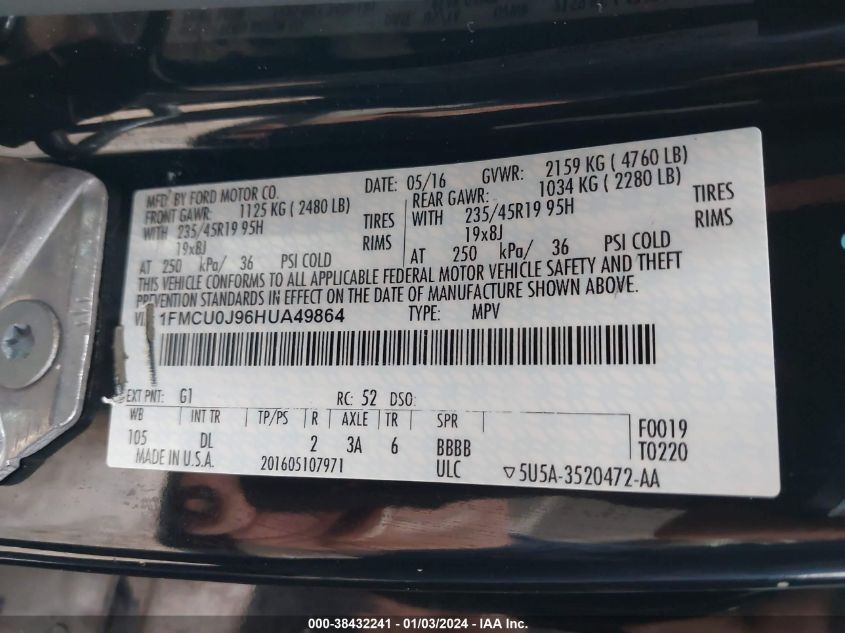 MFD BY FORD MOTOR CO.
DATE: 05/16
GVWR: 2159 KG ( 4760 LB)
FRONT GAWR: 1125 KG ( 2480 LB)
REAR GAWR: 1034 KG ( 2280 LB)
WITH 235/45R19 95H TIRES
WITH 235/45R19 95H TIRES
19x8J RIMS
19x8J RIMS
AT 250 kPa/ 36 PSI COLD
AT 250 kPa/ 36 PSI COLD
THIS VEHICLE CONFORMS TO ALL APPLICABLE FEDERAL MOTOR VEHICLE SAFETY AND THEFT
PREVENTION STANDARDS IN EFFECT ON THE DATE OF MANUFACTURE SHOWN ABOVE.
1FMCU0J96HUA49864
TYPE: MPV
EXT PNT: G1 RC: 52 DSO:
WB INT TR TP/PS R AXLE TR SPR
105 DL 2 3A 6 BBBB
F0019
T0220
MADE IN U.S.A. 201605107971 ULC ▽5U5A-3520472-AA
000-38432241 - 01/03/2024 - IAA Inc.